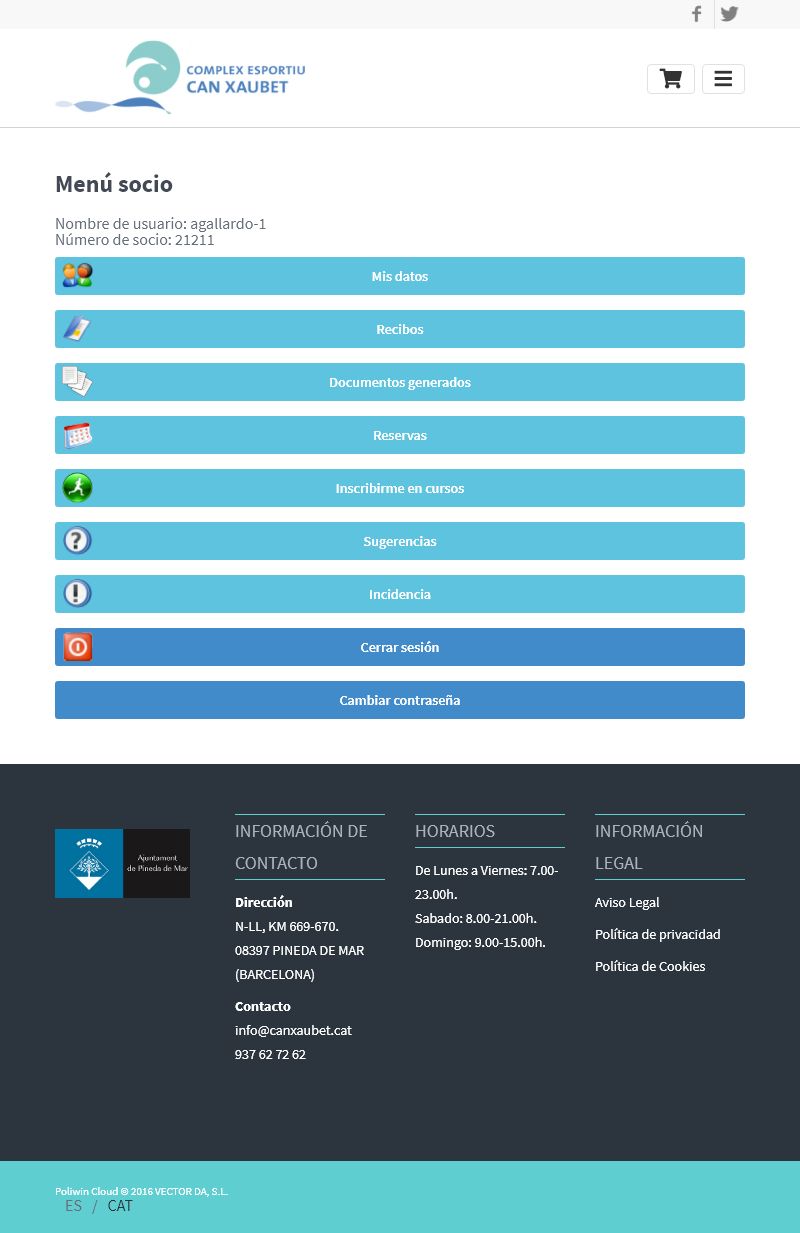 COMPLEX ESPORTIU
CAN XAUBET
Menú socio
Nombre de usuario: agallardo-1
Número de socio: 21211
Mis datos
Recibos
Documentos generados
Reservas
Inscribirme en cursos
Sugerencias
Incidencia
Cerrar sesión
Cambiar contraseña
Ajuntament
de Pineda de Mar
INFORMACIÓN DE
CONTACTO
Dirección
N-LL, KM 669-670.
08397 PINEDA DE MAR
(BARCELONA)
Contacto
info@canxaubet.cat
937 62 72 62
HORARIOS
De Lunes a Viernes: 7.00-
23.00h.
Sabado: 8.00-21.00h.
Domingo: 9.00-15.00h.
INFORMACIÓN
LEGAL
Aviso Legal
Política de privacidad
Política de Cookies
Poliwin Cloud © 2016 VECTOR DA, S.L.
ES / CAT